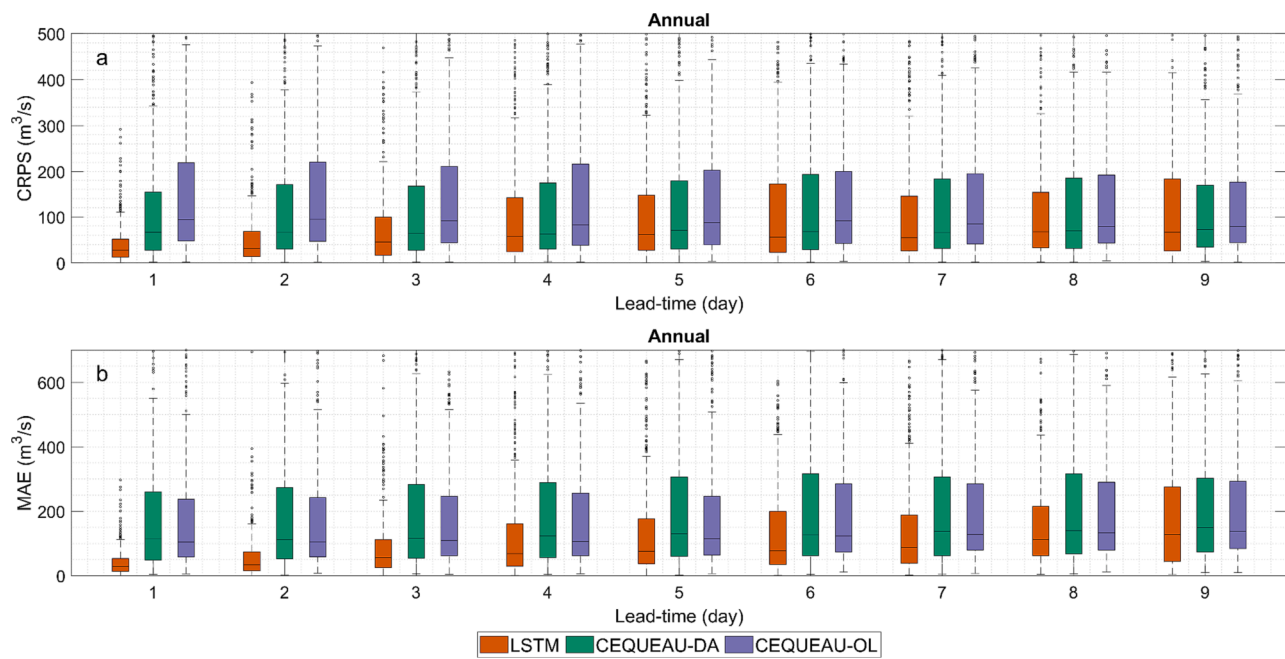 Annual
a
500
400
300
200
100
0
CRPS (m³/s)
1 2 3 4 5 6 7 8 9
Lead-time (day)
Annual
b
600
400
200
0
MAE (m³/s)
1 2 3 4 5 6 7 8 9
Lead-time (day)
LSTM CEQUEAU-DA CEQUEAU-OL